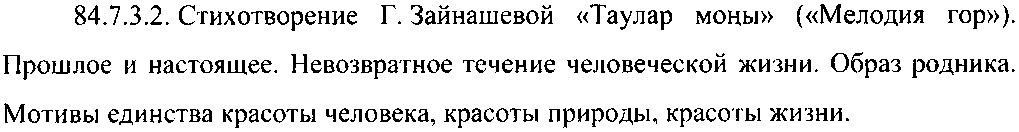 84.7.3.2. Стихотворение Г. Зайнашевой «Таулар моңы» («Мелодия гор»).
Прошлое и настоящее. Невозвратное течение человеческой жизни. Образ родника.
Мотивы единства красоты человека, красоты природы, красоты жизни.